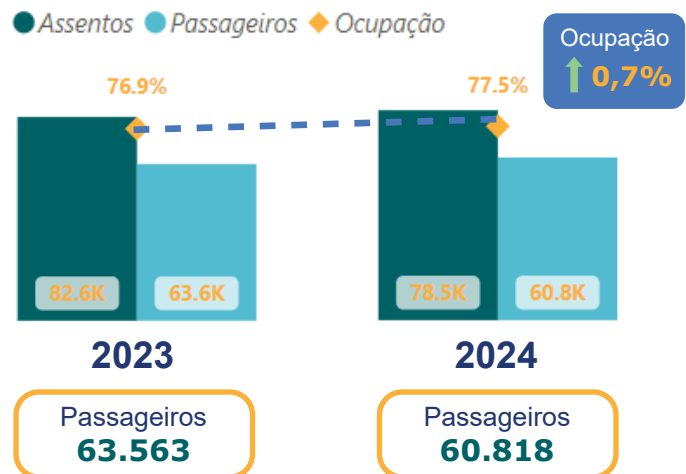 Assentos Passageiros Ocupação
Ocupação
0,7%
76.9%
77.5%
82.6K
63.6K
78.5K
60.8K
2023
2024
Passageiros
63.563
Passageiros
60.818